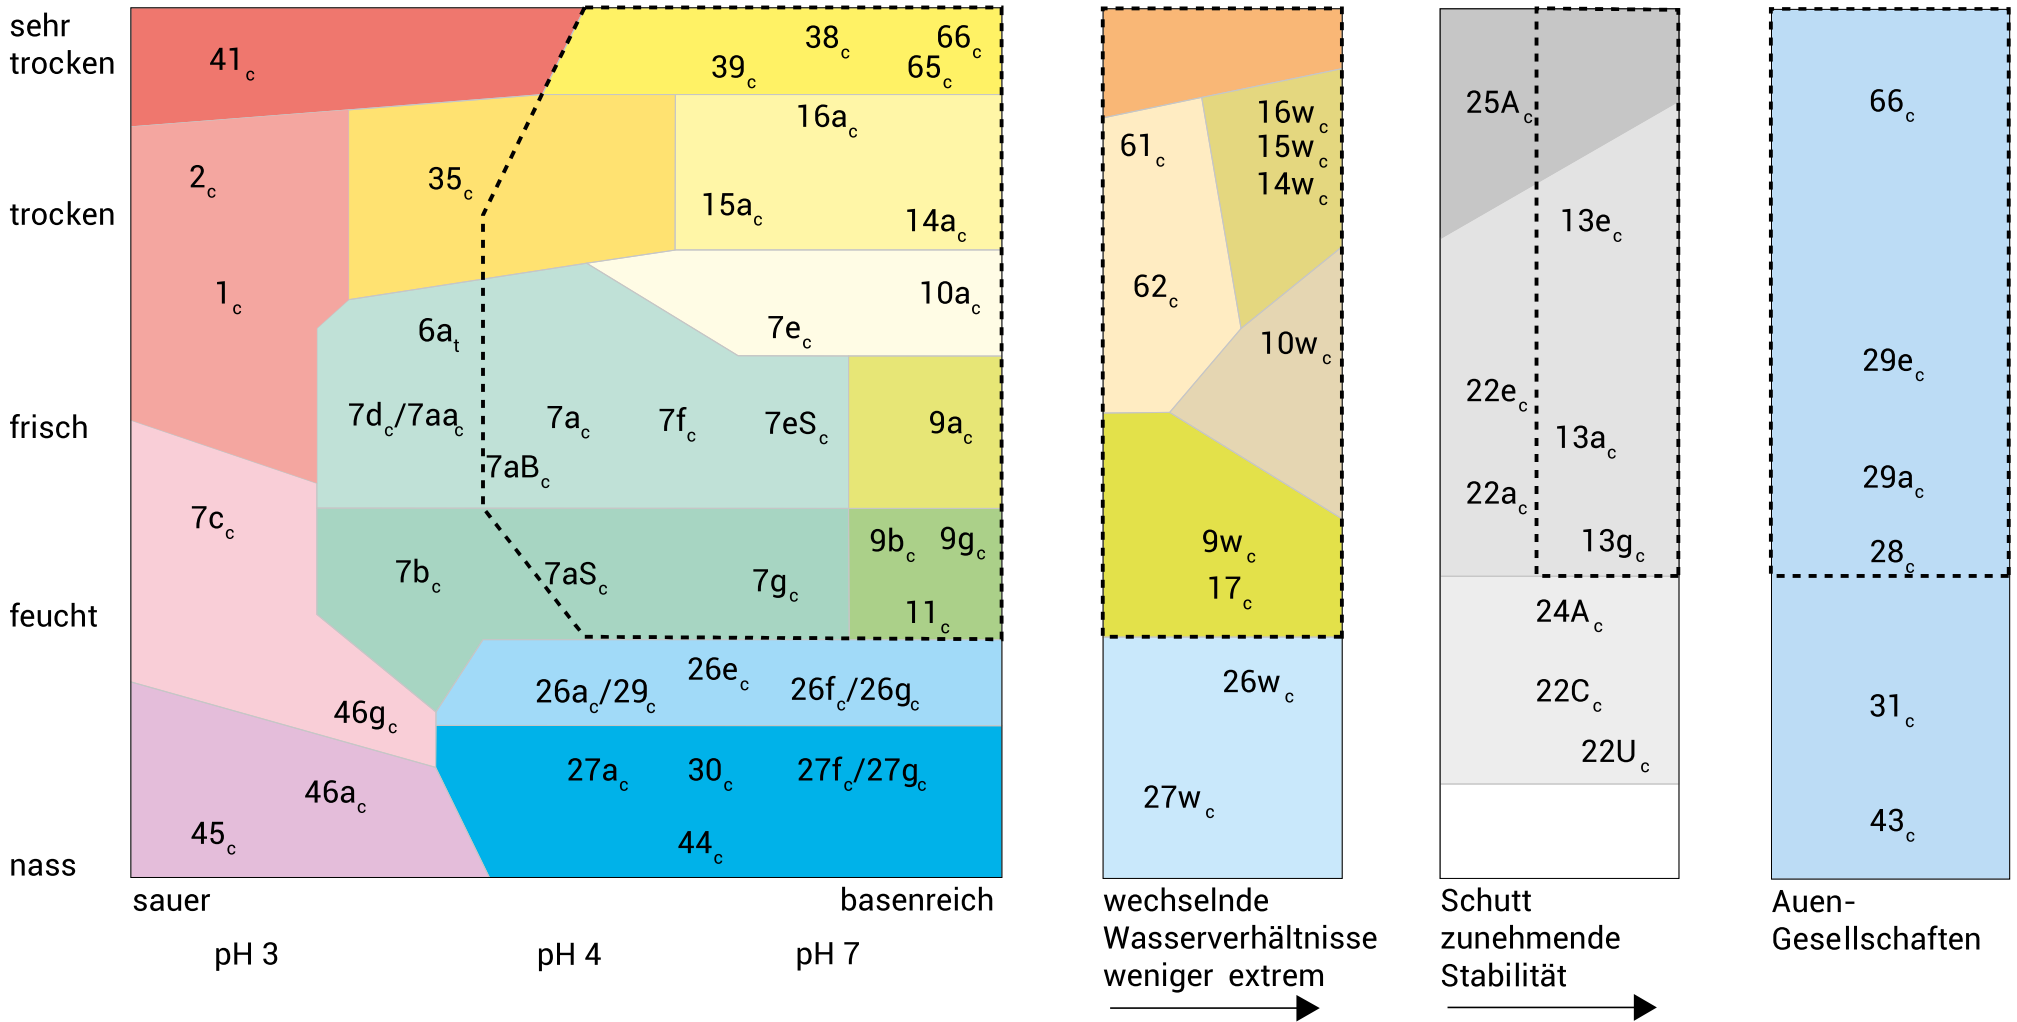 sehr
trocken
trocken
frisch
feucht
nass
41c
38c
66c
39c
65c
2c
35c
16ac
15ac
14ac
1c
10ac
6at
7ec
7dc/7aac
7ac
7fc
7eSc
9ac
7aBc
7cc
9bc
9gc
7bc
7aSc
7gc
11c
26ec
26ac/29c
26fc/26gc
46gc
27ac
30c
27fc/27gc
46ac
45c
44c
sauer
basenreich
pH 3
pH 4
pH 7
61c
16wc
15wc
14wc
62c
10wc
9wc
17c
26wc
27wc
wechselnde
Wasserverhältnisse
weniger extrem
25Ac
13ec
22ec
13ac
22ac
13gc
24Ac
22Cc
22Uc
Schutt
zunehmende
Stabilität
66c
29ec
29ac
28c
31c
43c
Auen-
Gesellschaften